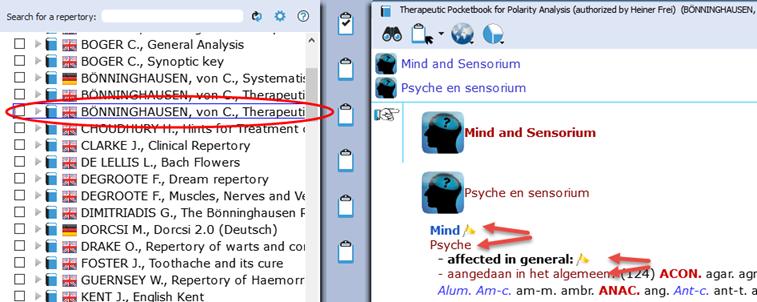 Search for a repertory:
BOGER C., General Analysis
BOGER C., Synoptic key
BÖNNINGHAUSEN, von C., Systematis
BÖNNINGHAUSEN, von C., Therapeuti
BÖNNINGHAUSEN, von C., Therapeuti
CHOUDHURY H., Hints for Treatment
CLARKE J., Clinical Repertory
DE LELLIS L., Bach Flowers
DEGROOTE F., Dream repertory
DEGROOTE F., Muscles, Nerves and Ve
DIMITRIADIS G., The Bönninghausen R
DORCSI M., Dorcsi 2.0 (Deutsch)
DRAKE O., Repertory of warts and con
FOSTER J., Toothache and its cure
GUERNSEY W., Repertory of Haemorr
KENT J., English Kent
Therapeutic Pocketbook for Polarity Analysis (authorized by Heiner Frei) (BÖNNINGHAUSEN,
Mind and Sensorium
Psyche en sensorium
Mind and Sensorium
Psyche en sensorium
Mind
Psyche
- affected in general:
- aangedaan in het algemeen: (124) ACON. agar. agn
Alum. Am-c. am-m. ambr. ANAC. ang. Ant-c. ant-t.